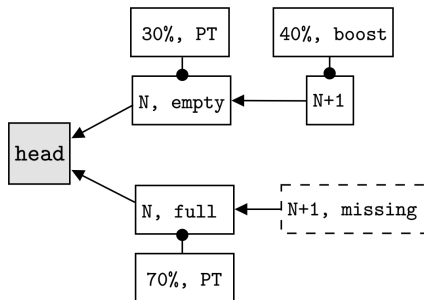 30%, PT
40%, boost
N, empty
N+1
head
N, full
N+1, missing
70%, PT